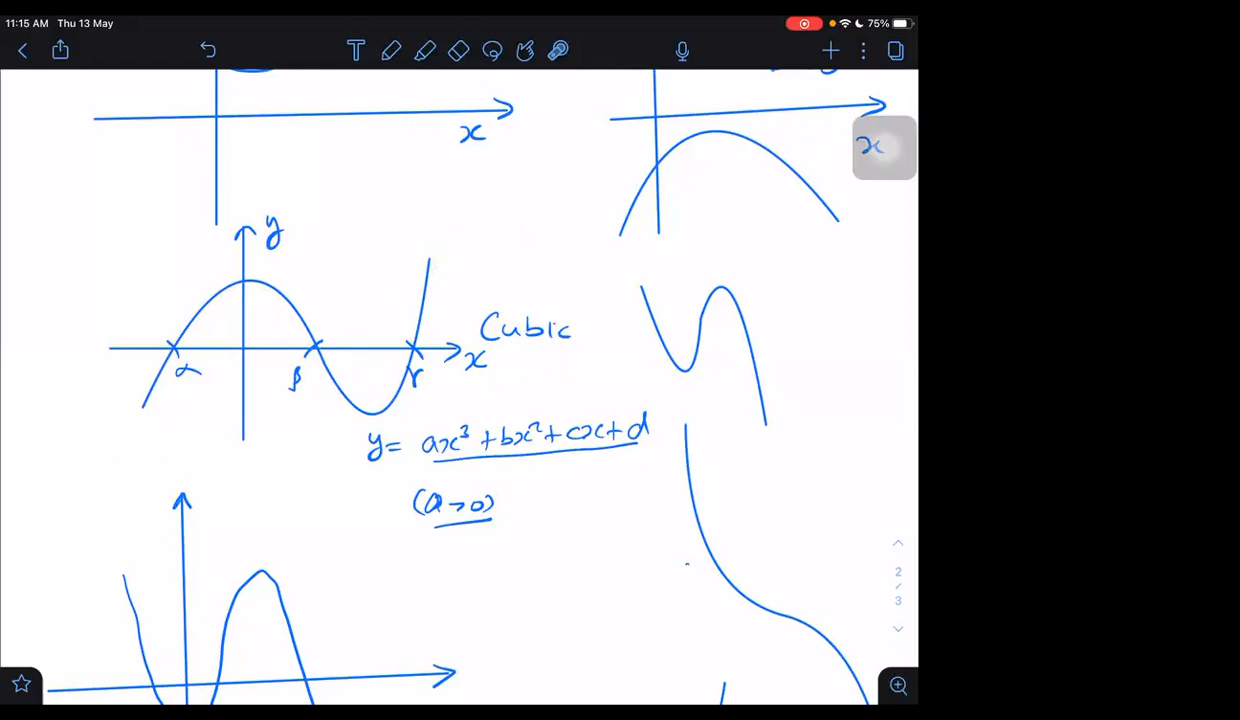 11:15 AM Thu 13 May
75%
T
x
x
y
Cubic
x
α β γ
y = ax³ + bx² + cx + d
(a > 0)
2
/
3